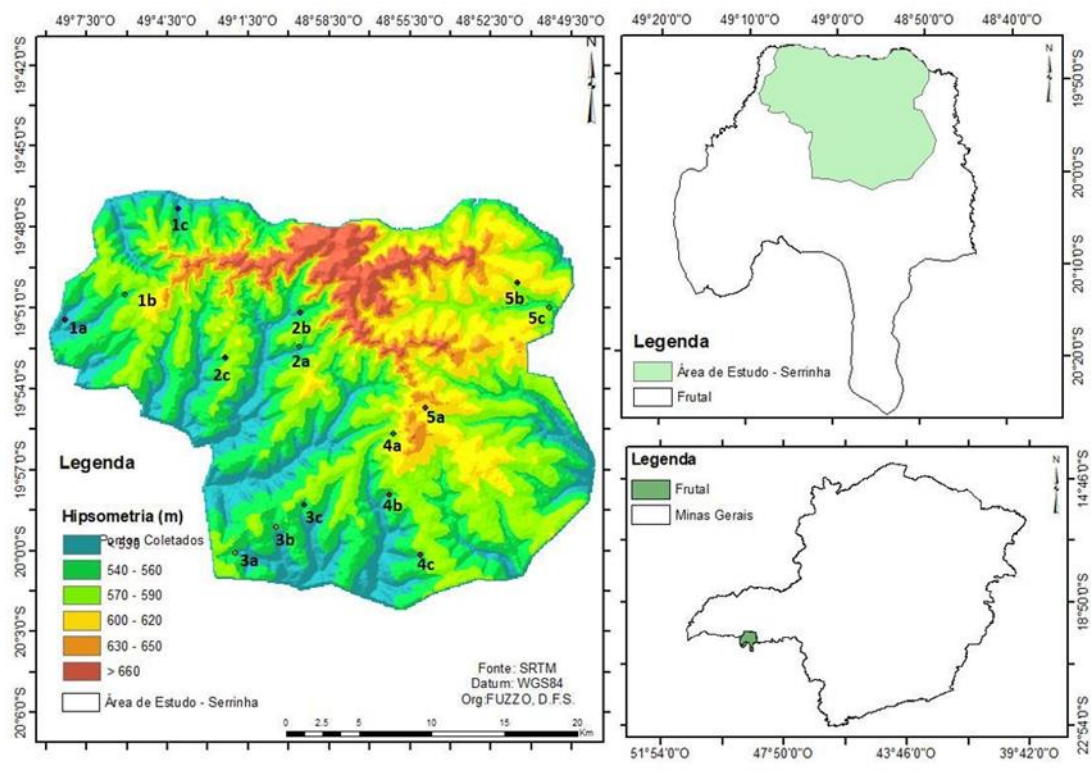 49°7'30"O 49°4'30"O 49°1'30"O 48°58'30"O 48°55'30"O 48°52'30"O 48°49'30"O
19°42'0"S
19°45'0"S
19°48'0"S
19°51'0"S
19°54'0"S
19°57'0"S
20°0'0"S
20°3'0"S
20°6'0"S
N
1c
1b
1a
2b
2a
2c
5b
5c
5a
4a
4b
4c
3c
3b
3a
Legenda
Hipsometria (m)
Pontos Coletados
< 530
540 - 560
570 - 590
600 - 620
630 - 650
> 660
Área de Estudo - Serrinha
Fonte: SRTM
Datum: WGS84
Org:FUZZO, D.F.S.
0 2.5 5 10 15 20
Km
49°20'0"O 49°10'0"O 49°0'0"O 48°50'0"O 48°40'0"O
N
19°50'0"S
20°0'0"S
20°10'0"S
20°20'0"S
Legenda
Área de Estudo - Serrinha
Frutal
Legenda
Frutal
Minas Gerais
N
14°46'0"S
18°50'0"S
22°54'0"S
51°54'0"O 47°50'0"O 43°46'0"O 39°42'0"O